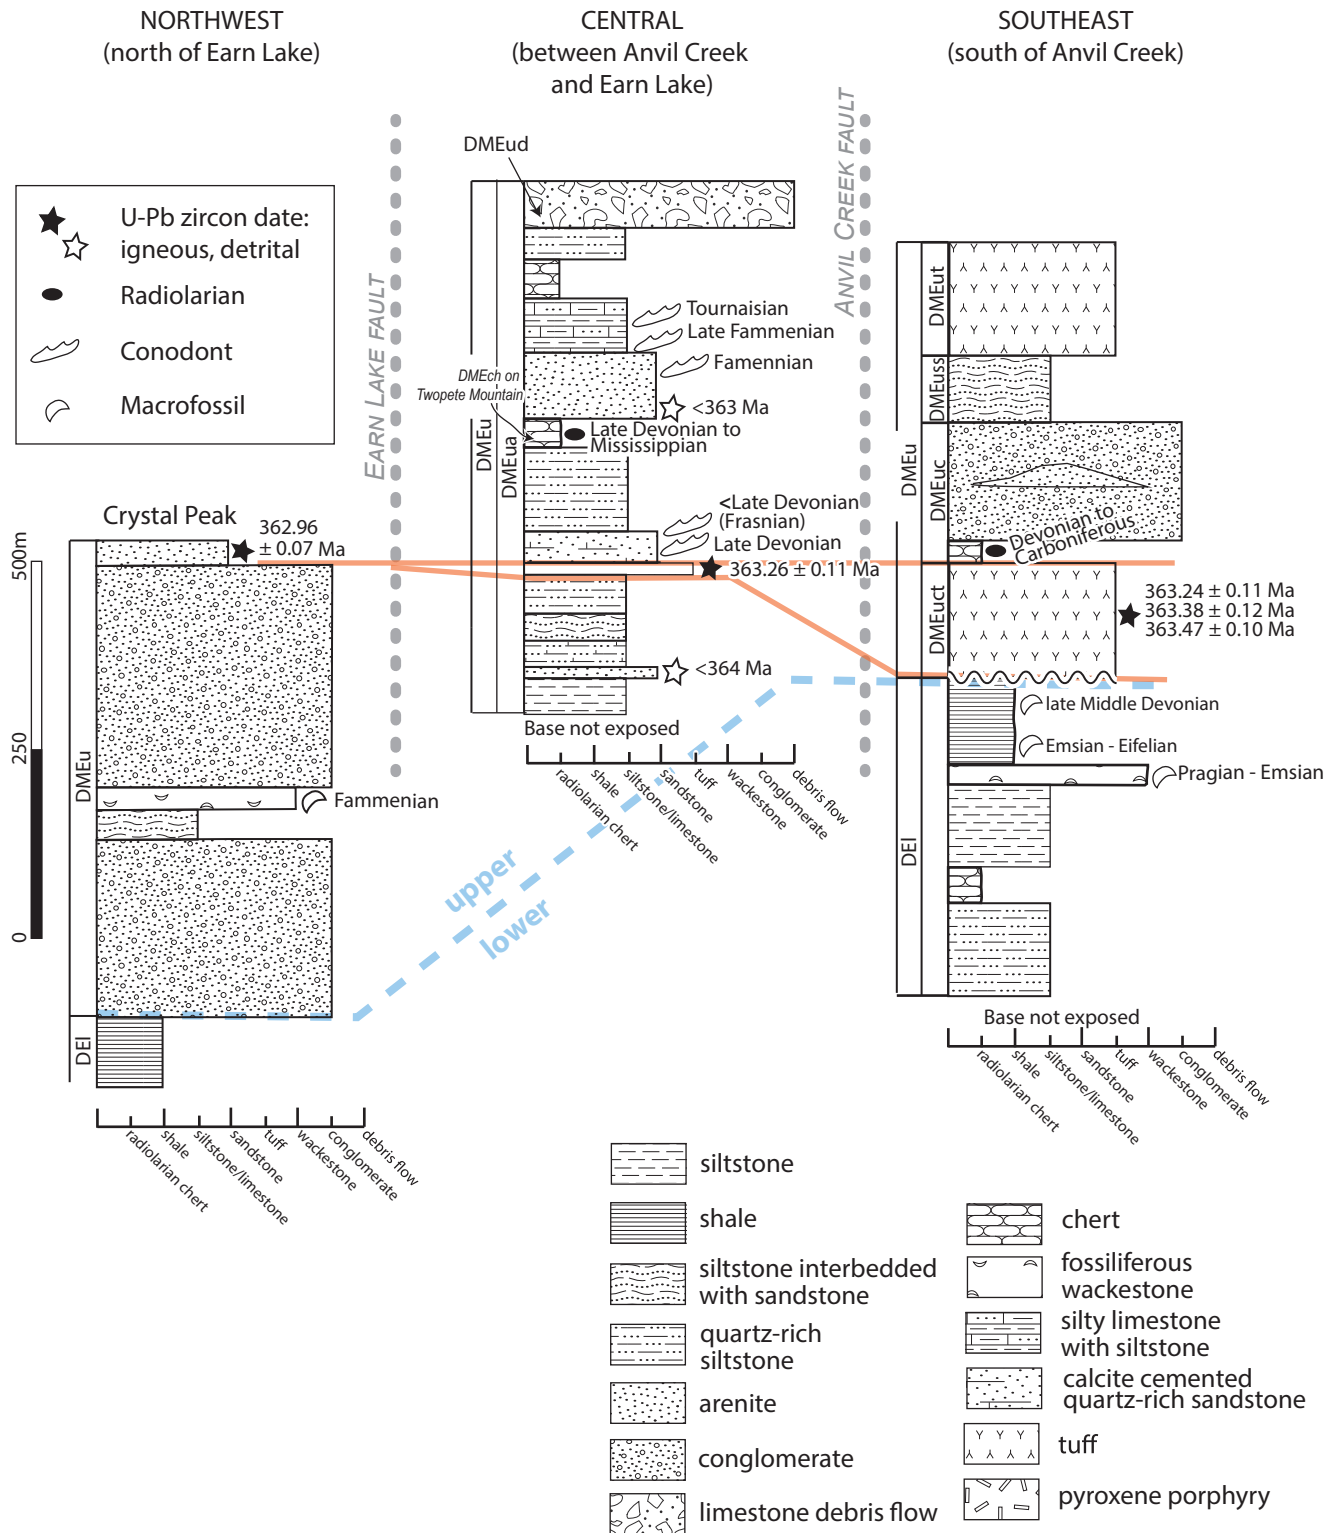 NORTHWEST
(north of Earn Lake)
CENTRAL
(between Anvil Creek
and Earn Lake)
SOUTHEAST
(south of Anvil Creek)
U-Pb zircon date:
igneous, detrital
Radiolarian
Conodont
Macrofossil
EARN LAKE FAULT
ANVIL CREEK FAULT
500m
250
0
Crystal Peak
362.96
± 0.07 Ma
DMEu
DEl
Fammenian
radiolarian chert
shale
siltstone/limestone
sandstone
tuff
wackestone
conglomerate
debris flow
DMEud
DMEu
DMEua
DMEch on
Twopete Mountain
Tournaisian
Late Fammenian
Famennian
<363 Ma
Late Devonian to
Mississippian
<Late Devonian
(Frasnian)
Late Devonian
363.26 ± 0.11 Ma
<364 Ma
Base not exposed
radiolarian chert
shale
siltstone/limestone
sandstone
tuff
wackestone
conglomerate
debris flow
upper
lower
DMEu
DEl
DMEut
DMEuss
DMEuc
DMEuct
Devonian to
Carboniferous
363.24 ± 0.11 Ma
363.38 ± 0.12 Ma
363.47 ± 0.10 Ma
late Middle Devonian
Emsian - Eifelian
Pragian - Emsian
Base not exposed
radiolarian chert
shale
siltstone/limestone
sandstone
tuff
wackestone
conglomerate
debris flow
siltstone
shale
siltstone interbedded
with sandstone
quartz-rich
siltstone
arenite
conglomerate
limestone debris flow
chert
fossiliferous
wackestone
silty limestone
with siltstone
calcite cemented
quartz-rich sandstone
tuff
pyroxene porphyry